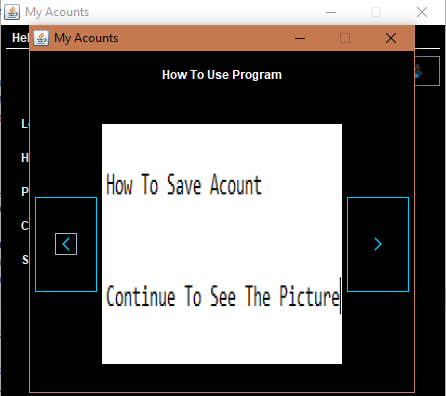 My Acounts
Hel
My Acounts
How To Use Program
How To Save Acount
Continue To See The Picture
L
H
P
C
S